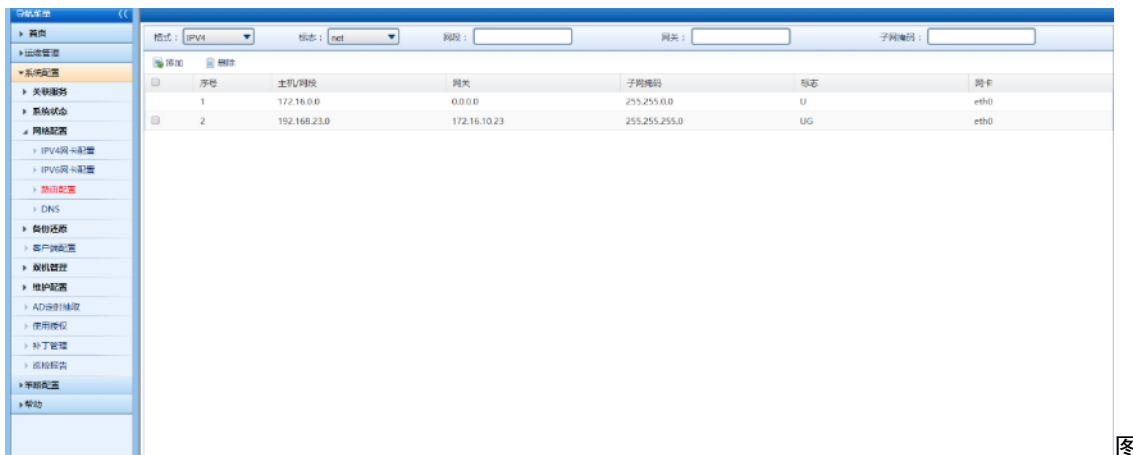 导航菜单
首页
运维管理
系统配置
关联服务
系统状态
网络配置
IPV4网卡配置
IPV6网卡配置
路由配置
DNS
备份还原
客户端配置
双机管理
维护配置
AD定时抽取
使用授权
补丁管理
巡检报告
策略配置
帮助
格式： IPV4 标志： net 网段： 网关： 子网掩码：
添加 删除
序号 主机/网段 网关 子网掩码 标志 网卡
1 172.16.0.0 0.0.0.0 255.255.0.0 U eth0
2 192.168.23.0 172.16.10.23 255.255.255.0 UG eth0
图